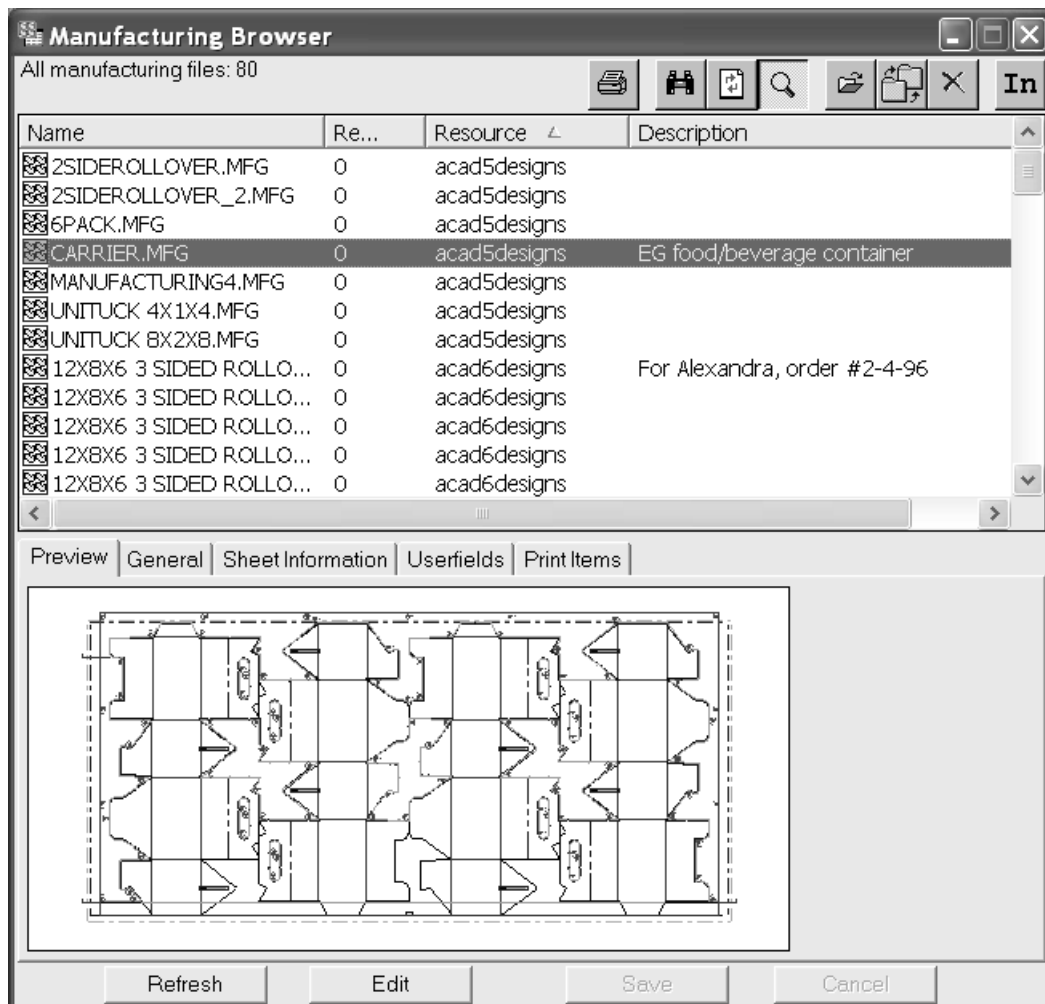 Manufacturing Browser
All manufacturing files: 80
In
Name Re... Resource Description
2SIDEROLLOVER.MFG 0 acad5designs
2SIDEROLLOVER_2.MFG 0 acad5designs
6PACK.MFG 0 acad5designs
CARRIER.MFG 0 acad5designs EG food/beverage container
MANUFACTURING4.MFG 0 acad5designs
UNITUCK 4X1X4.MFG 0 acad5designs
UNITUCK 8X2X8.MFG 0 acad5designs
12X8X6 3 SIDED ROLLO... 0 acad6designs For Alexandra, order #2-4-96
12X8X6 3 SIDED ROLLO... 0 acad6designs
12X8X6 3 SIDED ROLLO... 0 acad6designs
12X8X6 3 SIDED ROLLO... 0 acad6designs
12X8X6 3 SIDED ROLLO... 0 acad6designs
Preview General Sheet Information Userfields Print Items
Refresh Edit Save Cancel